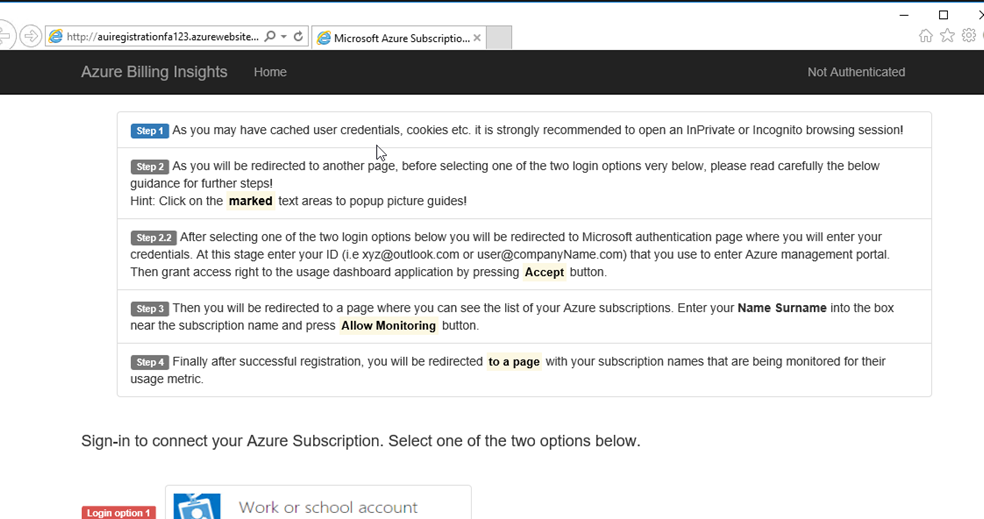 http://auiregistrationfa123.azurewebsite...
Microsoft Azure Subscriptio...
Azure Billing Insights
Home
Not Authenticated
Step 1 As you may have cached user credentials, cookies etc. it is strongly recommended to open an InPrivate or Incognito browsing session!
Step 2 As you will be redirected to another page, before selecting one of the two login options very below, please read carefully the below
guidance for further steps!
Hint: Click on the marked text areas to popup picture guides!
Step 2.2 After selecting one of the two login options below you will be redirected to Microsoft authentication page where you will enter your
credentials. At this stage enter your ID (i.e xyz@outlook.com or user@companyName.com) that you use to enter Azure management portal.
Then grant access right to the usage dashboard application by pressing Accept button.
Step 3 Then you will be redirected to a page where you can see the list of your Azure subscriptions. Enter your Name Surname into the box
near the subscription name and press Allow Monitoring button.
Step 4 Finally after successful registration, you will be redirected to a page with your subscription names that are being monitored for their
usage metric.
Sign-in to connect your Azure Subscription. Select one of the two options below.
Login option 1
Work or school account